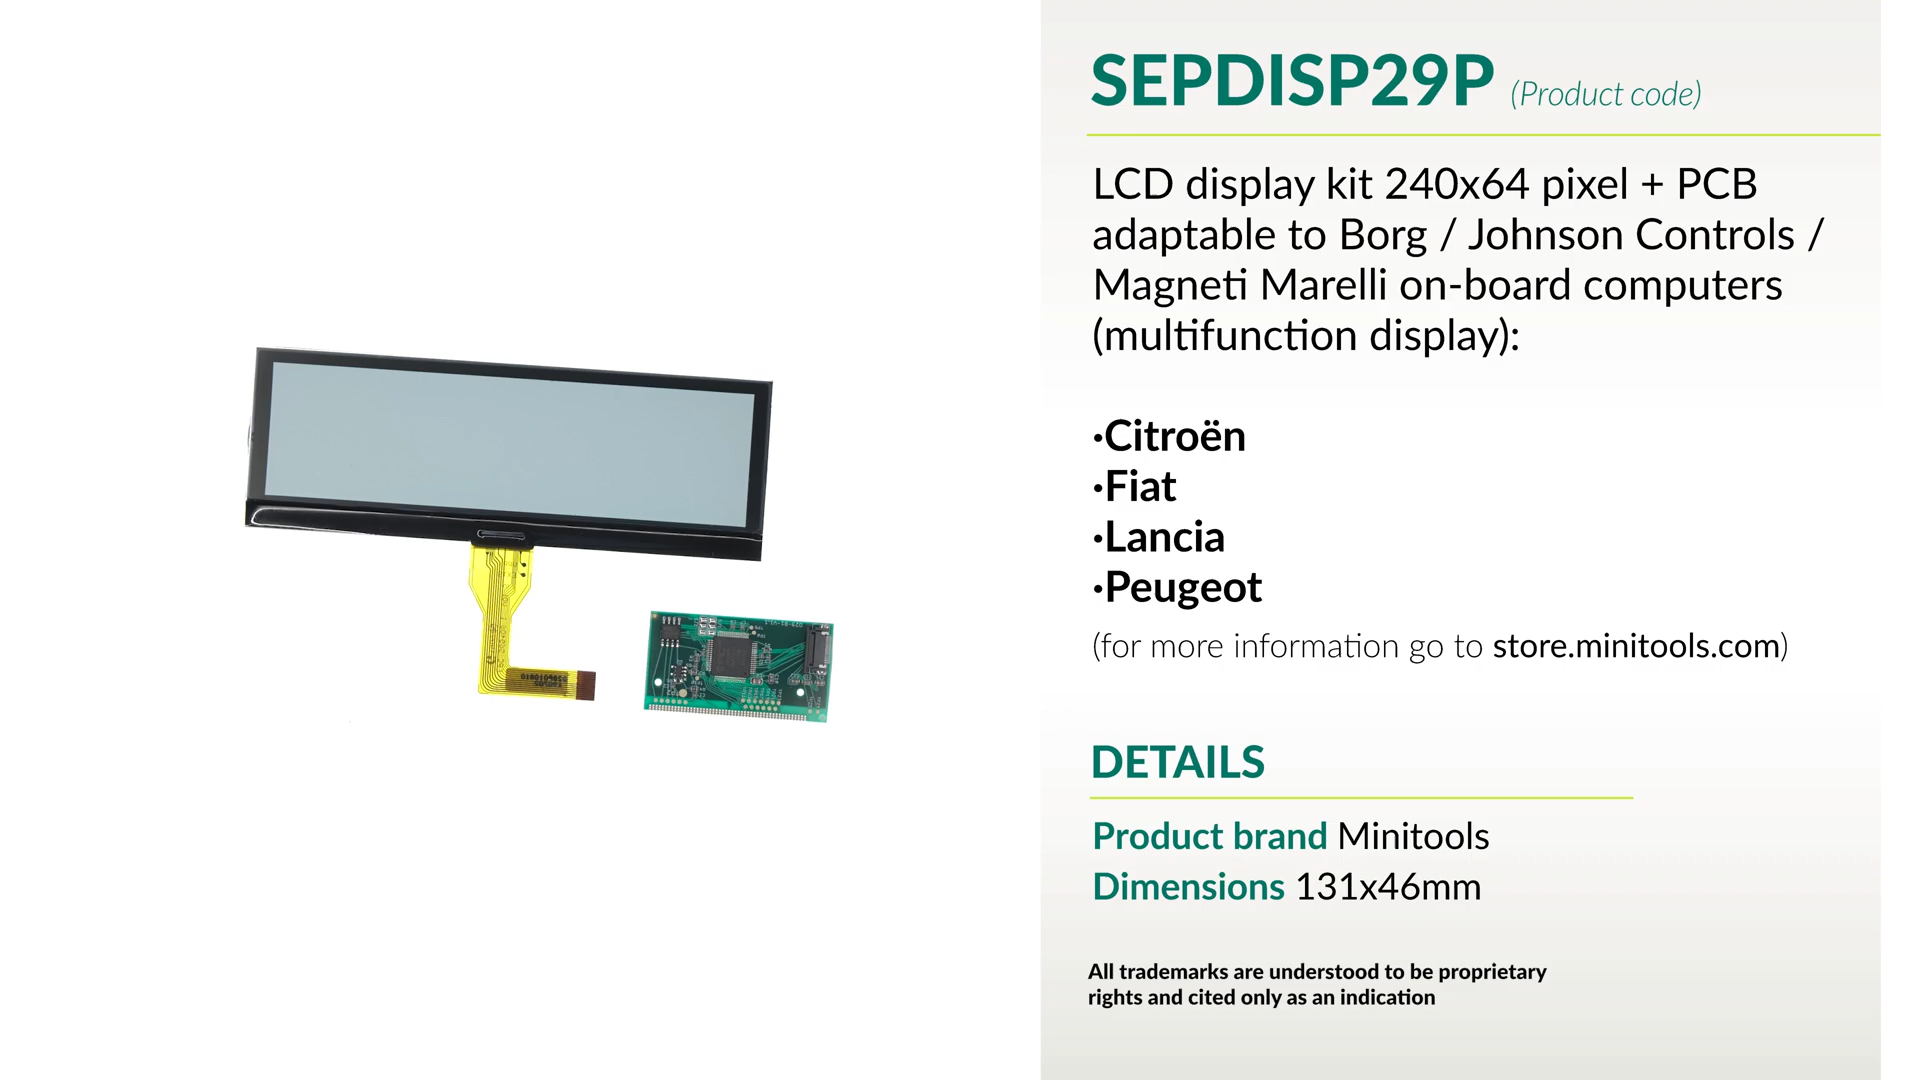 SEPDISP29P (Product code)
LCD display kit 240x64 pixel + PCB
adaptable to Borg / Johnson Controls /
Magneti Marelli on-board computers
(multifunction display):
·Citroën
·Fiat
·Lancia
·Peugeot
(for more information go to store.minitools.com)
DETAILS
Product brand Minitools
Dimensions 131x46mm
All trademarks are understood to be proprietary
rights and cited only as an indication